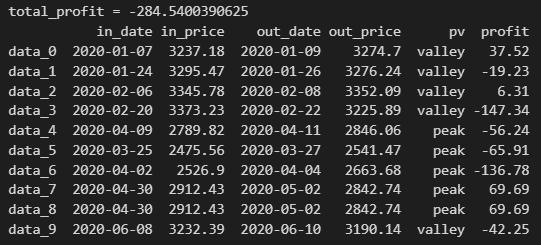 total_profit = -284.5400390625
in_date in_price out_date out_price pv profit
data_0 2020-01-07 3237.18 2020-01-09 3274.7 valley 37.52
data_1 2020-01-24 3295.47 2020-01-26 3276.24 valley -19.23
data_2 2020-02-06 3345.78 2020-02-08 3352.09 valley 6.31
data_3 2020-02-20 3373.23 2020-02-22 3225.89 valley -147.34
data_4 2020-04-09 2789.82 2020-04-11 2846.06 peak -56.24
data_5 2020-03-25 2475.56 2020-03-27 2541.47 peak -65.91
data_6 2020-04-02 2526.9 2020-04-04 2663.68 peak -136.78
data_7 2020-04-30 2912.43 2020-05-02 2842.74 peak 69.69
data_8 2020-04-30 2912.43 2020-05-02 2842.74 peak 69.69
data_9 2020-06-08 3232.39 2020-06-10 3190.14 valley -42.25